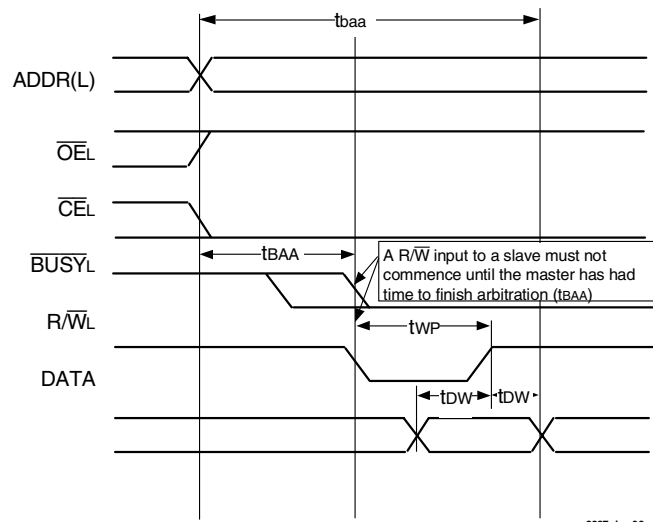 tbaa
ADDR(L)
OEL
CEL
tBAA
A R/W input to a slave must not
commence until the master has had
time to finish arbitration (tBAA)
BUSYL
R/WL
tWP
DATA
tDW
tDW